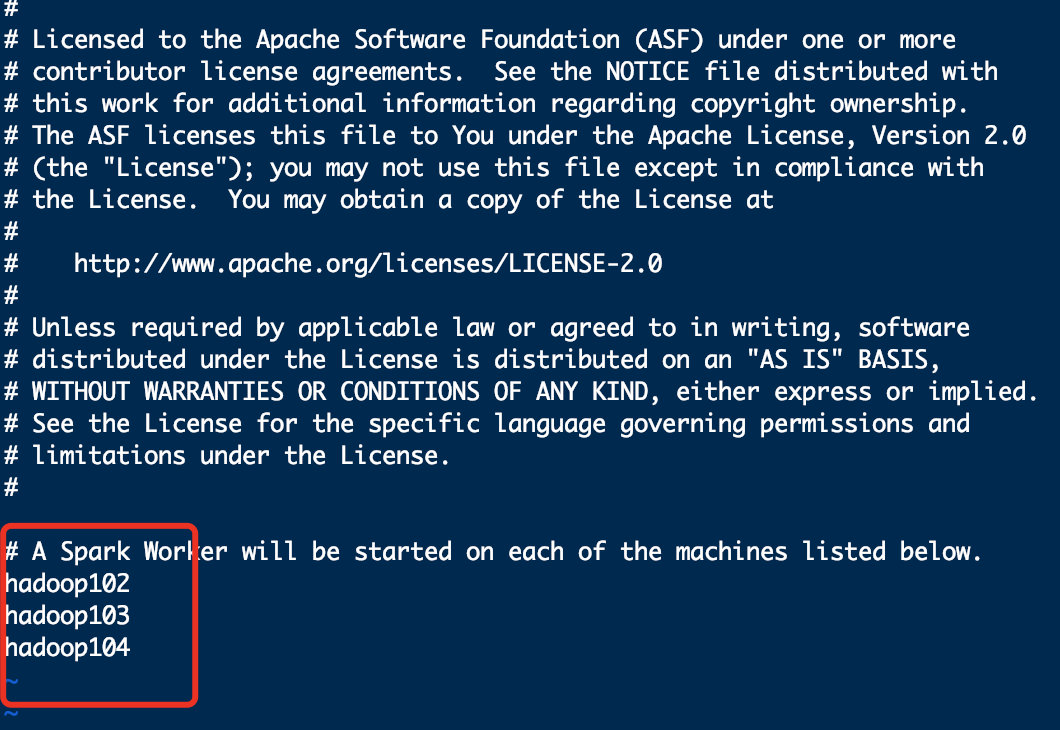 #
# Licensed to the Apache Software Foundation (ASF) under one or more
# contributor license agreements.  See the NOTICE file distributed with
# this work for additional information regarding copyright ownership.
# The ASF licenses this file to You under the Apache License, Version 2.0
# (the "License"); you may not use this file except in compliance with
# the License.  You may obtain a copy of the License at
#
#    http://www.apache.org/licenses/LICENSE-2.0
#
# Unless required by applicable law or agreed to in writing, software
# distributed under the License is distributed on an "AS IS" BASIS,
# WITHOUT WARRANTIES OR CONDITIONS OF ANY KIND, either express or implied.
# See the License for the specific language governing permissions and
# limitations under the License.
#
# A Spark Worker will be started on each of the machines listed below.
hadoop102
hadoop103
hadoop104
~
~